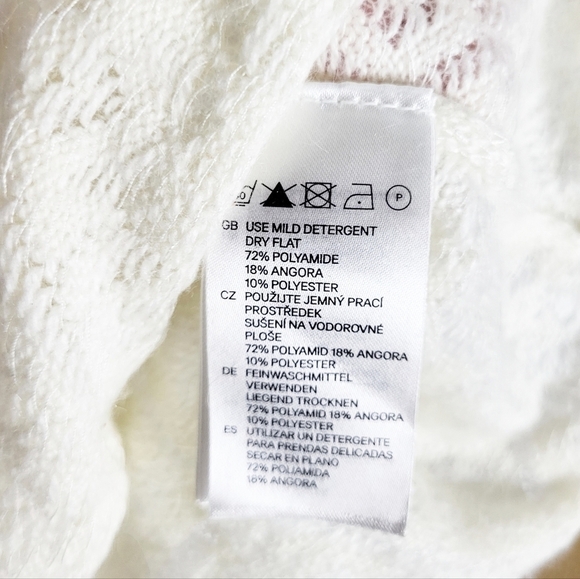 P
GB USE MILD DETERGENT
DRY FLAT
72% POLYAMIDE
18% ANGORA
10% POLYESTER
CZ POUŽIJTE JEMNÝ PRACÍ
PROSTŘEDEK
SUŠENÍ NA VODOROVNÉ
PLOŠE
72% POLYAMID 18% ANGORA
10% POLYESTER
DE FEINWASCHMITTEL
VERWENDEN
LIEGEND TROCKNEN
72% POLYAMID 18% ANGORA
10% POLYESTER
ES UTILIZAR UN DETERGENTE
PARA PRENDAS DELICADAS
SECAR EN PLANO
72% POLIAMIDA
18% ANGORA